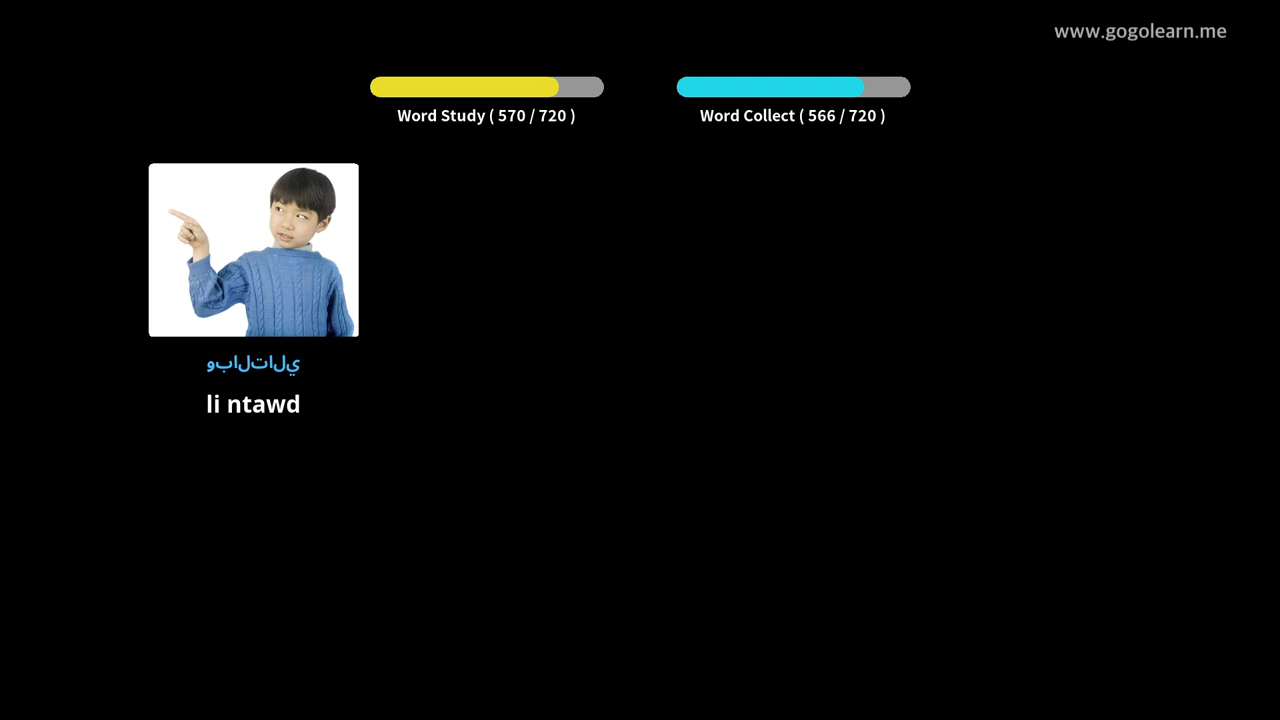 www.gogolearn.me
Word Study ( 570 / 720 )
Word Collect ( 566 / 720 )
وبالتالي
li ntawd